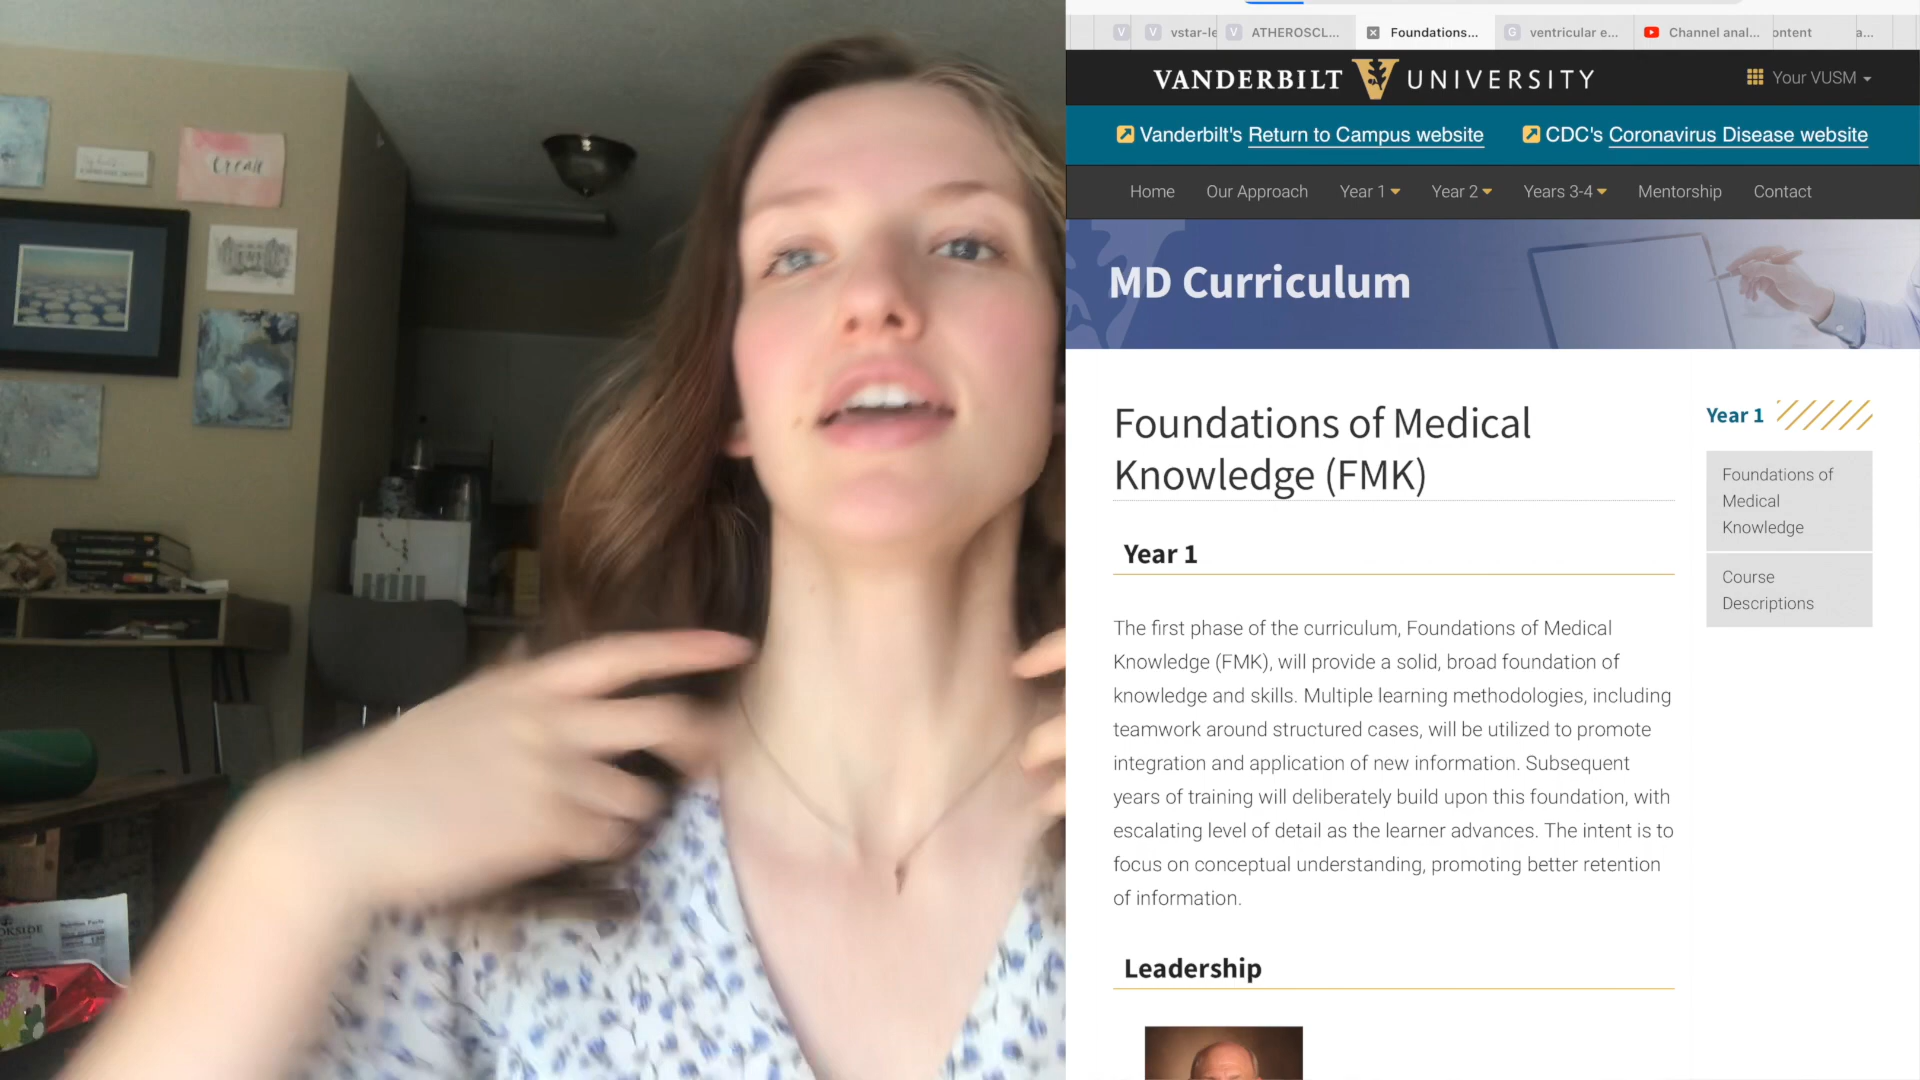 Create
OKSIDE
Nutrition Facts
vstar-le
ATHEROSCL...
Foundations...
ventricular e...
Channel anal...
ontent
a...
VANDERBILT V UNIVERSITY
Your VUSM
Vanderbilt's Return to Campus website
CDC's Coronavirus Disease website
Home Our Approach Year 1 Year 2 Years 3-4 Mentorship Contact
MD Curriculum
Foundations of Medical
Knowledge (FMK)
Year 1
The first phase of the curriculum, Foundations of Medical
Knowledge (FMK), will provide a solid, broad foundation of
knowledge and skills. Multiple learning methodologies, including
teamwork around structured cases, will be utilized to promote
integration and application of new information. Subsequent
years of training will deliberately build upon this foundation, with
escalating level of detail as the learner advances. The intent is to
focus on conceptual understanding, promoting better retention
of information.
Leadership
Year 1
Foundations of
Medical
Knowledge
Course
Descriptions